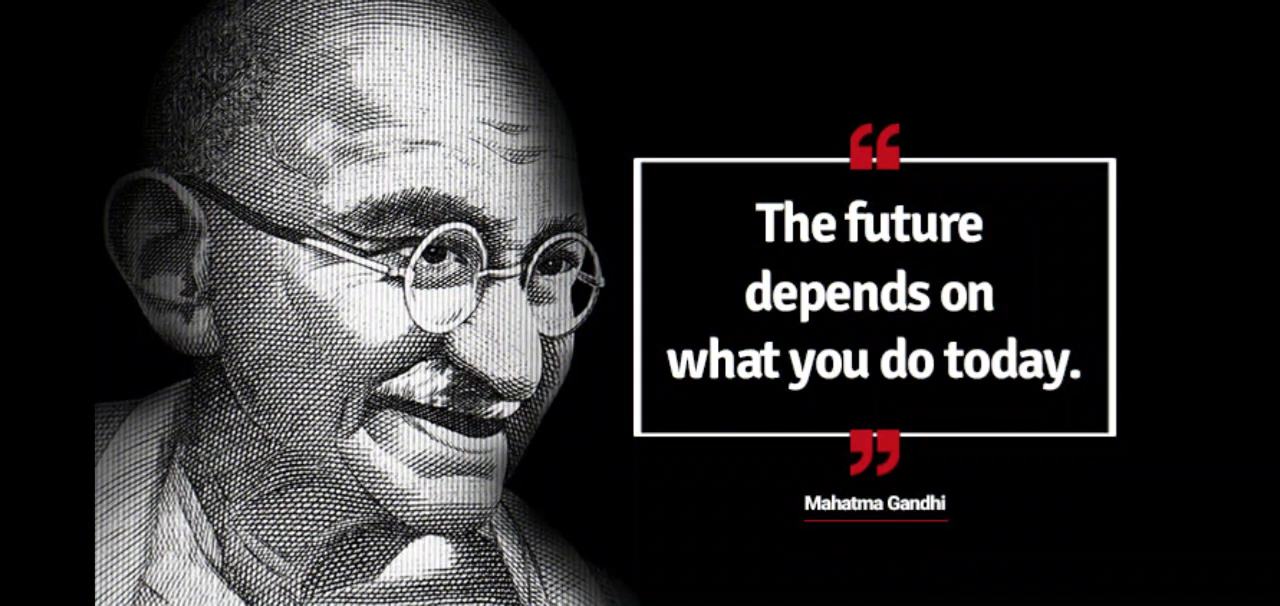 “
The future
depends on
what you do today.
”
Mahatma Gandhi